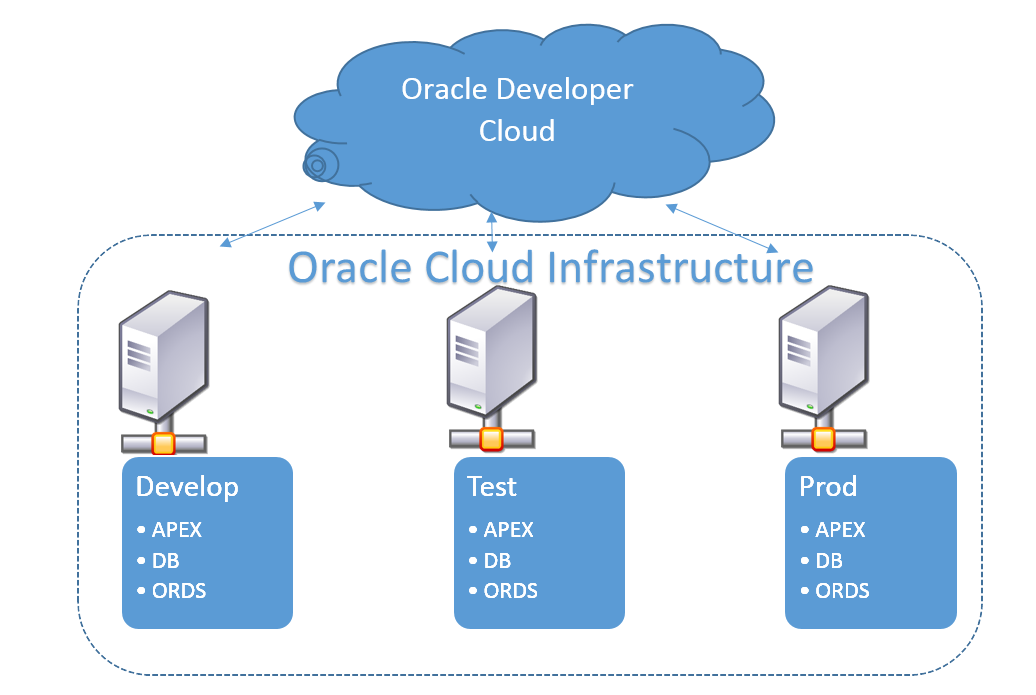 Oracle Developer
Cloud
Oracle Cloud Infrastructure
Develop
• APEX
• DB
• ORDS
Test
• APEX
• DB
• ORDS
Prod
• APEX
• DB
• ORDS